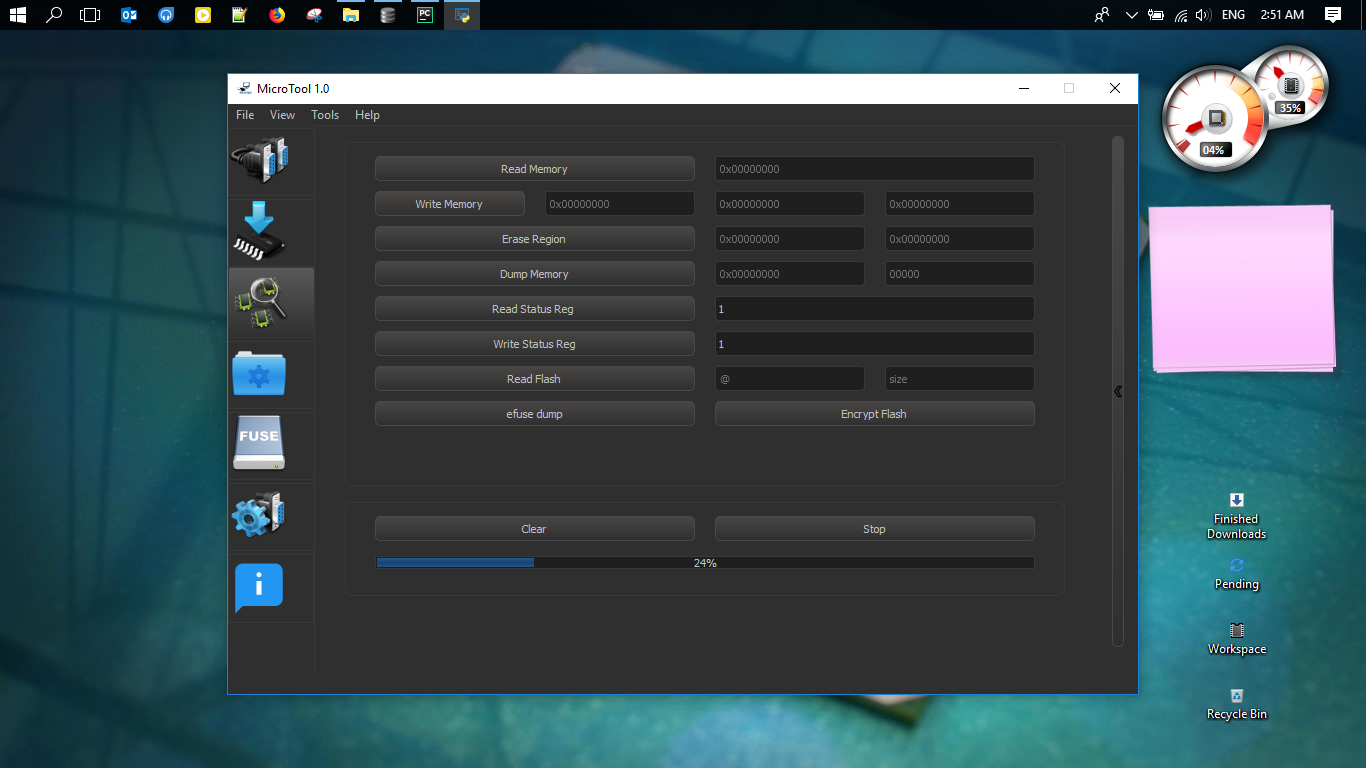 PC
ENG
2:51 AM
MicroTool 1.0
File View Tools Help
35%
04%
Read Memory 0x00000000
Write Memory 0x00000000 0x00000000 0x00000000
Erase Region 0x00000000 0x00000000
Dump Memory 0x00000000 00000
Read Status Reg 1
Write Status Reg 1
Read Flash @ size
efuse dump Encrypt Flash
FUSE
Clear Stop
24%
i
Finished
Downloads
Pending
Workspace
Recycle Bin